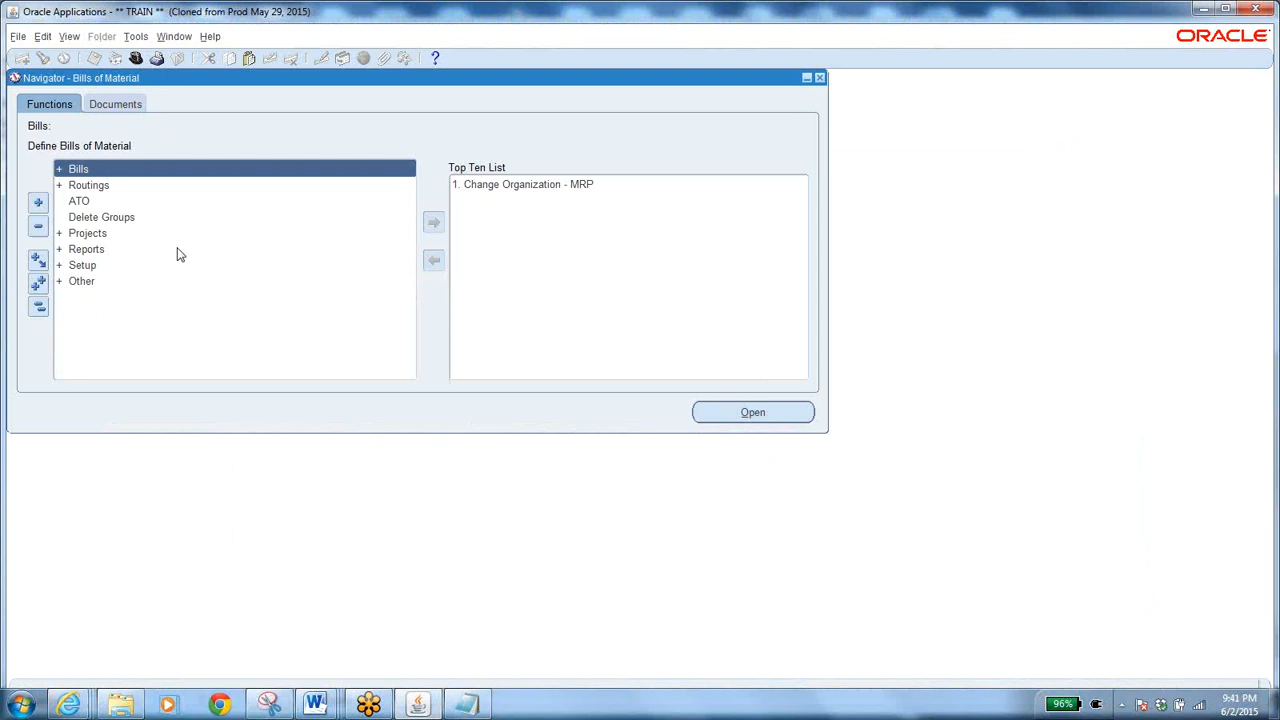 Oracle Applications - ** TRAIN ** (Cloned from Prod May 29, 2015)
File Edit View Folder Tools Window Help
ORACLE
Navigator - Bills of Material
Functions Documents
Bills:
Define Bills of Material
Top Ten List
+ Bills
+ Routings
ATO
Delete Groups
+ Projects
+ Reports
+ Setup
+ Other
1. Change Organization - MRP
Open
96%
9:41 PM
6/2/2015